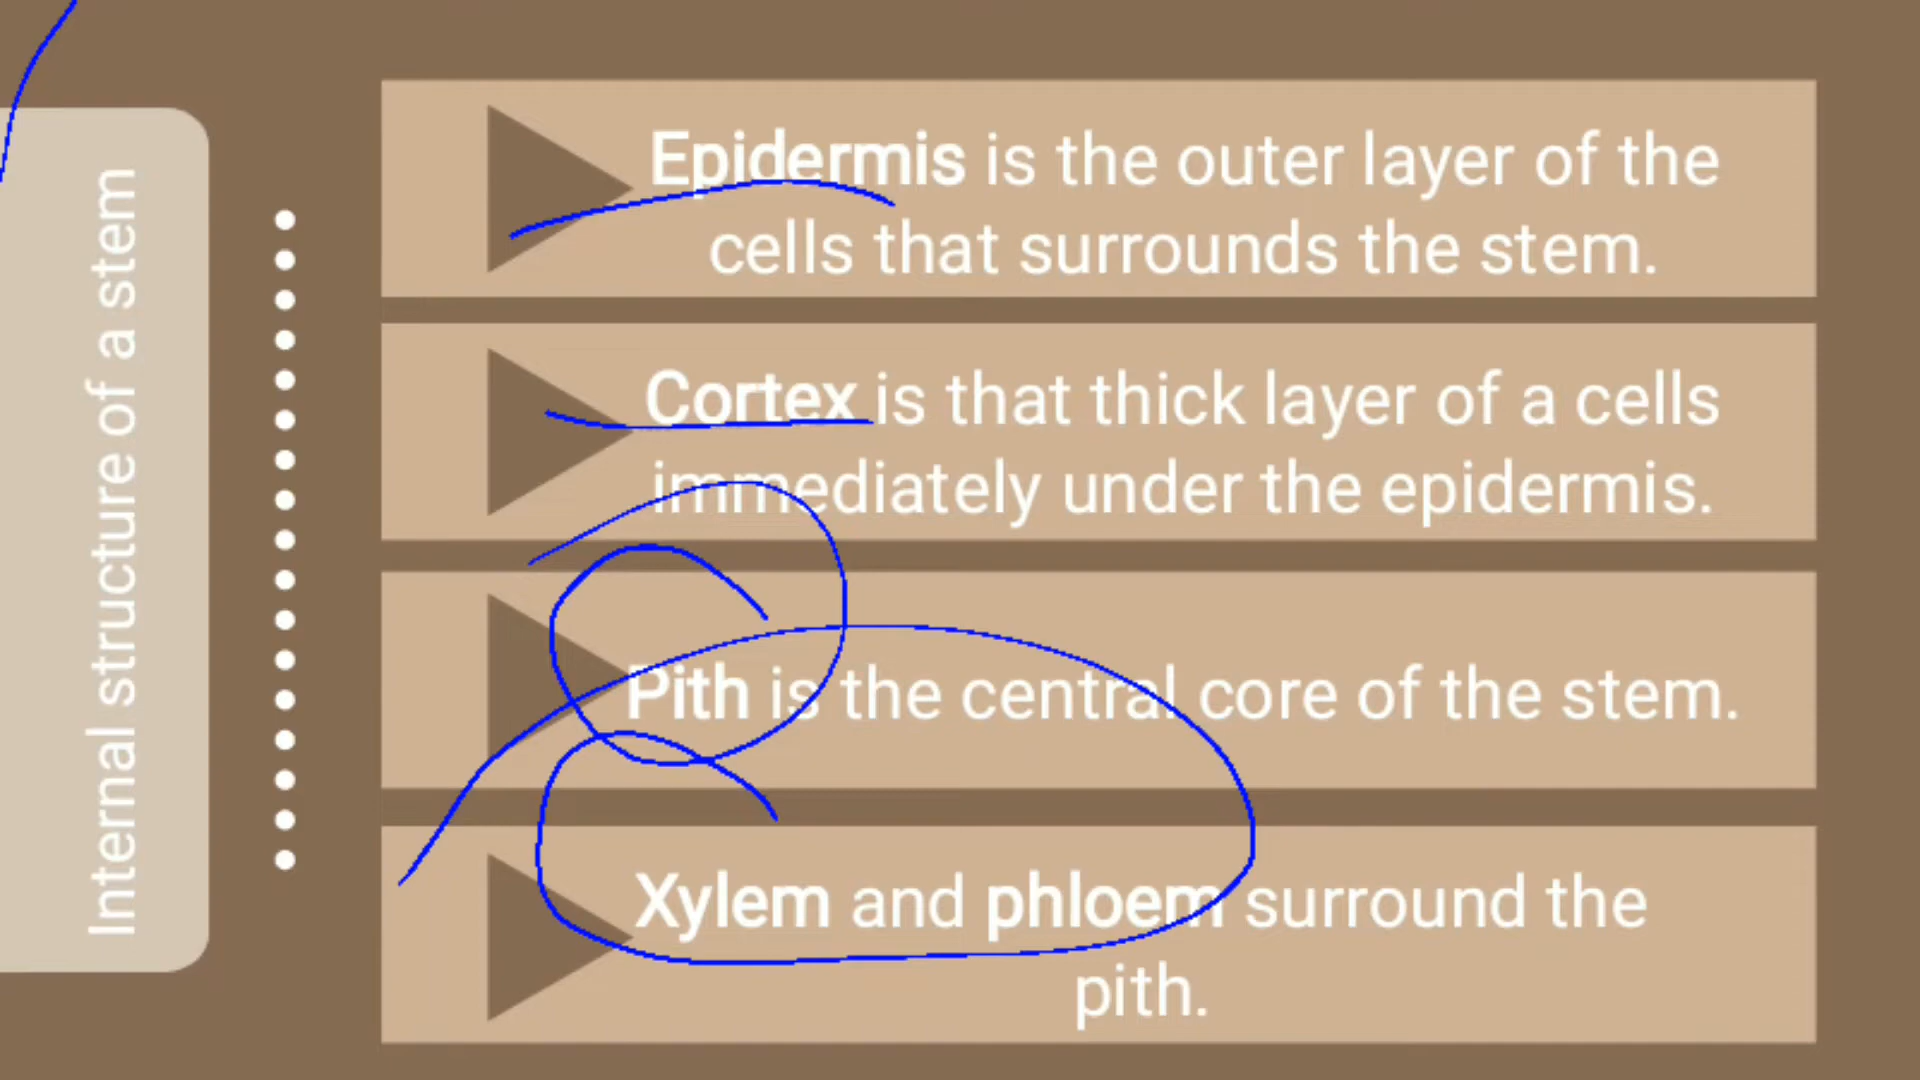 Internal structure of a stem
Epidermis is the outer layer of the
cells that surrounds the stem.
Cortex is that thick layer of a cells
immediately under the epidermis.
Pith is the central core of the stem.
Xylem and phloem surround the
pith.